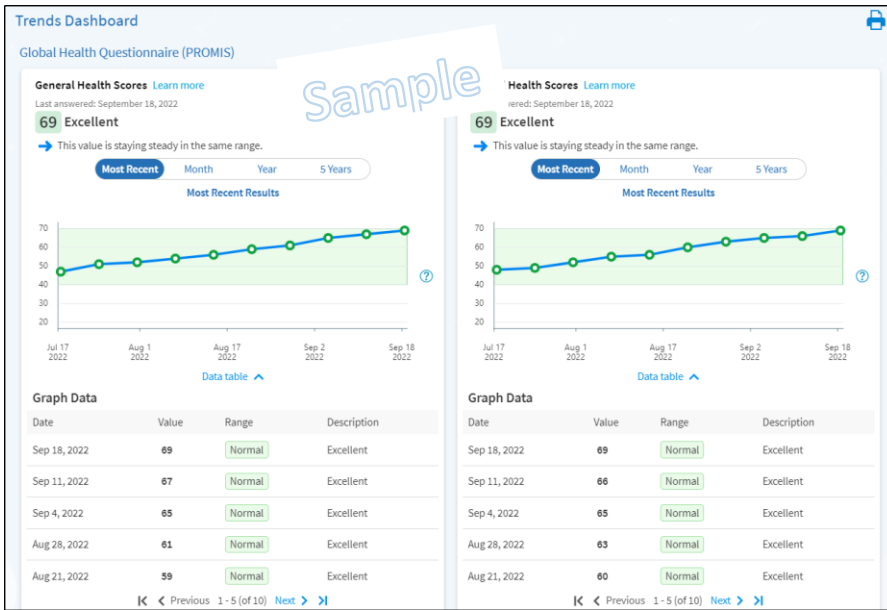 Trends Dashboard
Global Health Questionnaire (PROMIS)
Sample
General Health Scores Learn more
Last answered: September 18, 2022
69 Excellent
This value is staying steady in the same range.
Most Recent Month Year 5 Years
Most Recent Results
70
60
50
40
30
20
Jul 17 2022
Aug 1 2022
Aug 17 2022
Sep 2 2022
Sep 18 2022
Data table
Graph Data
Date Value Range Description
Sep 18, 2022 69 Normal Excellent
Sep 11, 2022 67 Normal Excellent
Sep 4, 2022 65 Normal Excellent
Aug 28, 2022 61 Normal Excellent
Aug 21, 2022 59 Normal Excellent
Previous 1 - 5 (of 10) Next
Health Scores Learn more
September 18, 2022
69 Excellent
This value is staying steady in the same range.
Most Recent Month Year 5 Years
Most Recent Results
70
60
50
40
30
20
Jul 17 2022
Aug 1 2022
Aug 17 2022
Sep 2 2022
Sep 18 2022
Data table
Graph Data
Date Value Range Description
Sep 18, 2022 69 Normal Excellent
Sep 11, 2022 66 Normal Excellent
Sep 4, 2022 65 Normal Excellent
Aug 28, 2022 63 Normal Excellent
Aug 21, 2022 60 Normal Excellent
Previous 1 - 5 (of 10) Next